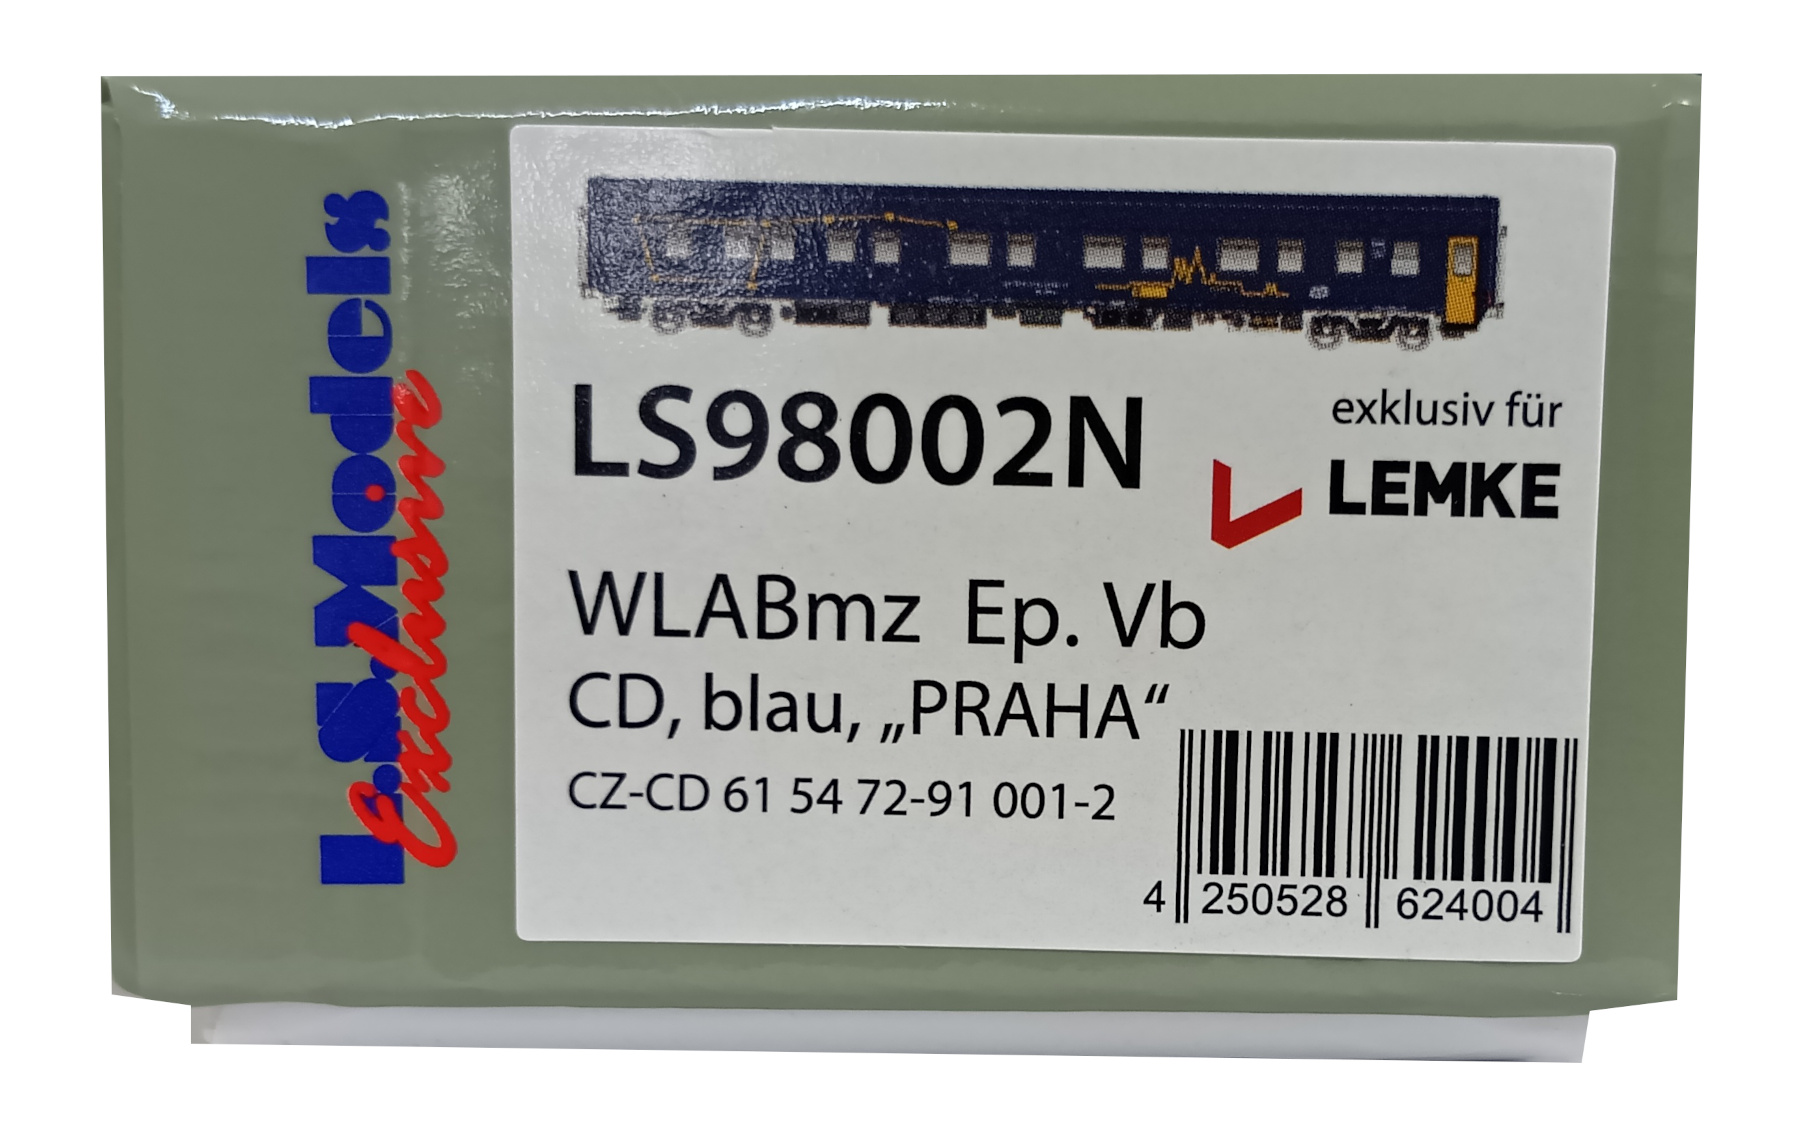 L.S.Models
Exclusive
LS98002N
exklusiv für
LEMKE
WLABmz Ep. Vb
CD, blau, „PRAHA“
CZ-CD 61 54 72-91 001-2
4 250528 624004